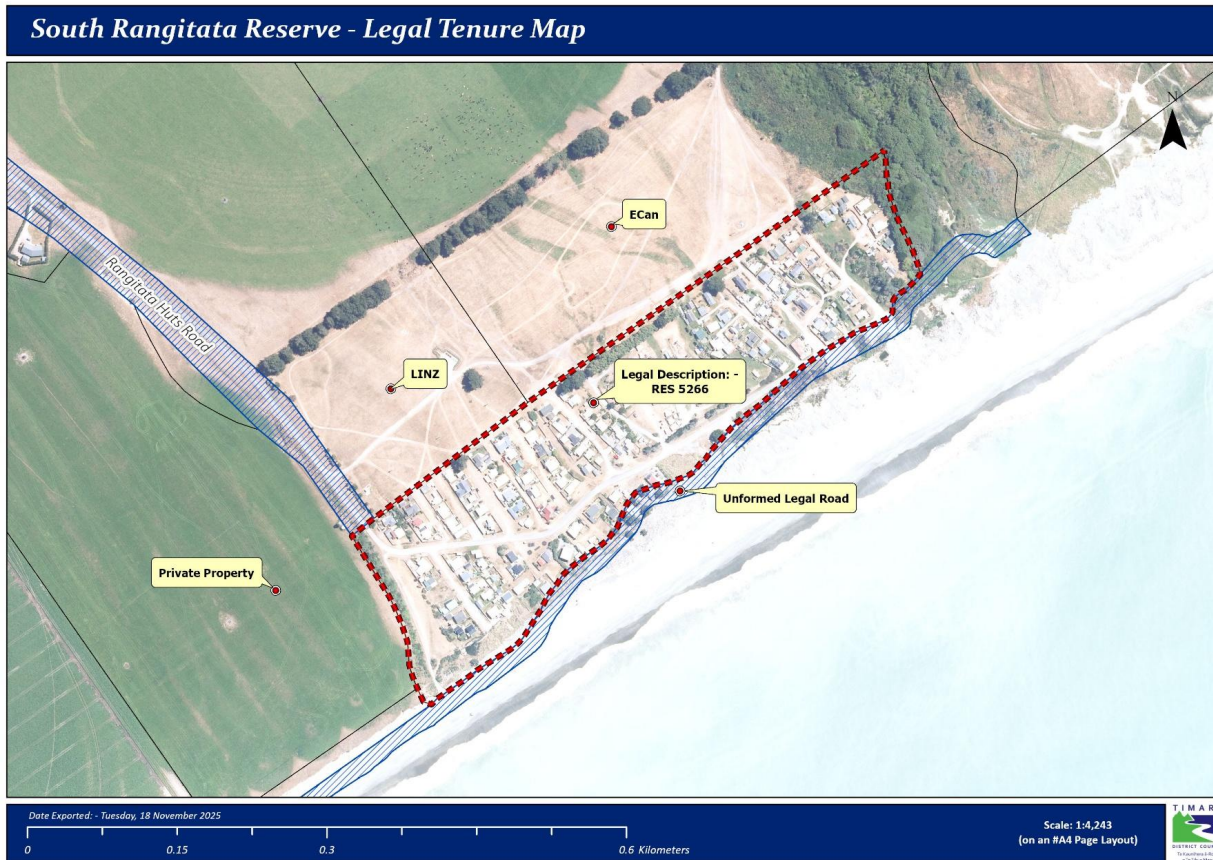 South Rangitata Reserve - Legal Tenure Map
N
ECan
Rangitata Huts Road
LINZ
Legal Description: -
RES 5266
Unformed Legal Road
Private Property
Date Exported: - Tuesday, 18 November 2025
0
0.15
0.3
0.6 Kilometers
Scale: 1:4,243
(on an #A4 Page Layout)
TIMAR
DISTRICT COUN